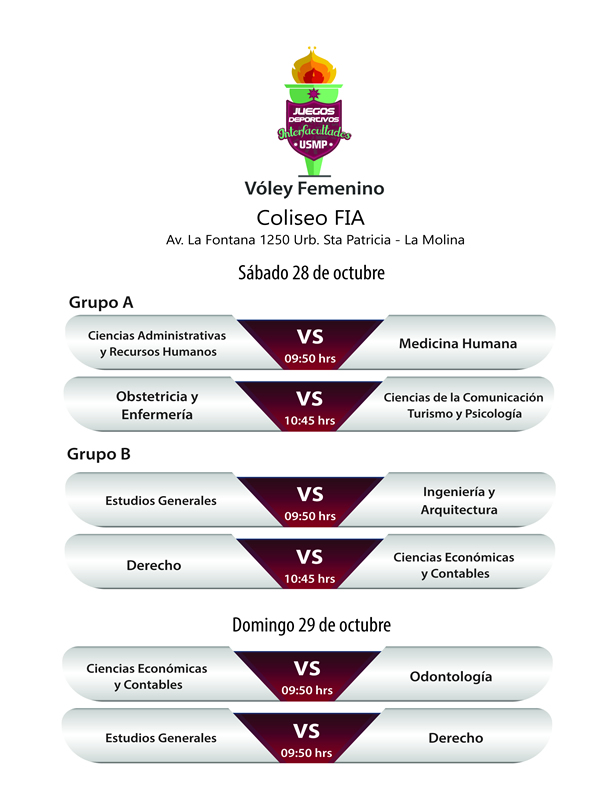 JUEGOS
DEPORTIVOS
Interfacultades
• USMP •
Vóley Femenino
Coliseo FIA
Av. La Fontana 1250 Urb. Sta Patricia - La Molina
Sábado 28 de octubre
Grupo A
Ciencias Administrativas
y Recursos Humanos
VS
09:50 hrs
Medicina Humana
Obstetricia y
Enfermería
VS
10:45 hrs
Ciencias de la Comunicación
Turismo y Psicología
Grupo B
Estudios Generales
VS
09:50 hrs
Ingeniería y
Arquitectura
Derecho
VS
10:45 hrs
Ciencias Económicas
y Contables
Domingo 29 de octubre
Ciencias Económicas
y Contables
VS
09:50 hrs
Odontología
Estudios Generales
VS
09:50 hrs
Derecho